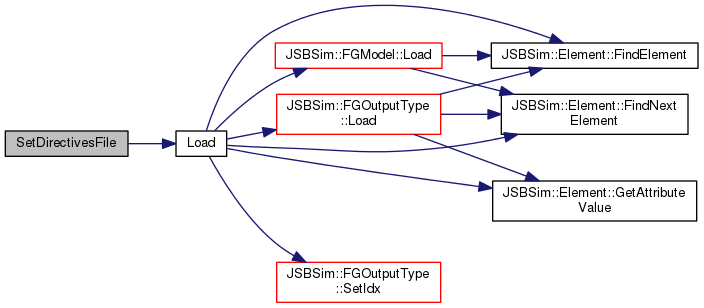 SetDirectivesFile
Load
JSBSim::FGModel::Load
JSBSim::FGOutputType
::Load
JSBSim::FGOutputType
::SetIdx
JSBSim::Element::FindElement
JSBSim::Element::FindNext
Element
JSBSim::Element::GetAttribute
Value